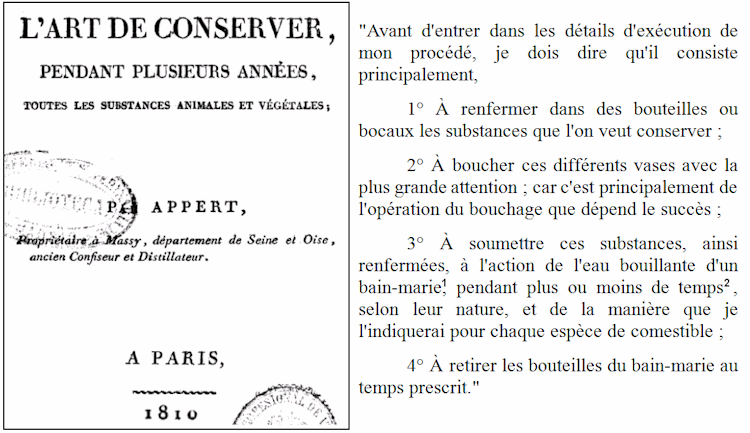 L'ART DE CONSERVER,
PENDANT PLUSIEURS ANNÉES,
TOUTES LES SUBSTANCES ANIMALES ET VÉGÉTALES;
PAR APPERT,
Propriétaire à Massy, département de Seine et Oise,
ancien Confiseur et Distillateur.
A PARIS,
1810
"Avant d'entrer dans les détails d'exécution de
mon procédé, je dois dire qu'il consiste
principalement,
1° À renfermer dans des bouteilles ou
bocaux les substances que l'on veut conserver ;
2° À boucher ces différents vases avec la
plus grande attention ; car c'est principalement de
l'opération du bouchage que dépend le succès ;
3° À soumettre ces substances, ainsi
renfermées, à l'action de l'eau bouillante d'un
bain-marie¹, pendant plus ou moins de temps², 
selon leur nature, et de la manière que je
l'indiquerai pour chaque espèce de comestible ;
4° À retirer les bouteilles du bain-marie au
temps prescrit."